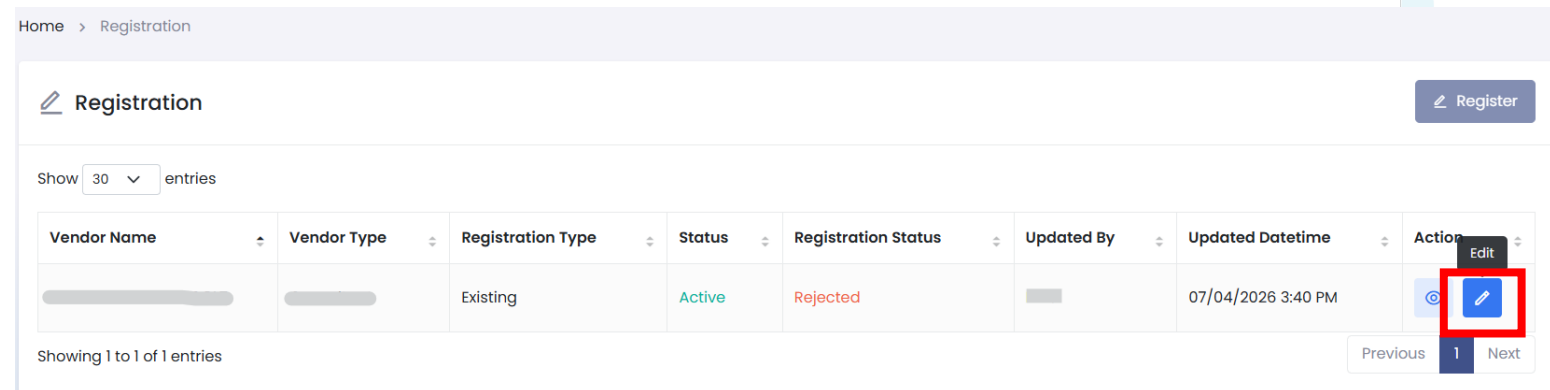 Home > Registration
Registration
Register
Show 30 entries
Vendor Name Vendor Type Registration Type Status Registration Status Updated By Updated Datetime Action
Edit
Existing Active Rejected 07/04/2026 3:40 PM
Showing 1 to 1 of 1 entries
Previous 1 Next